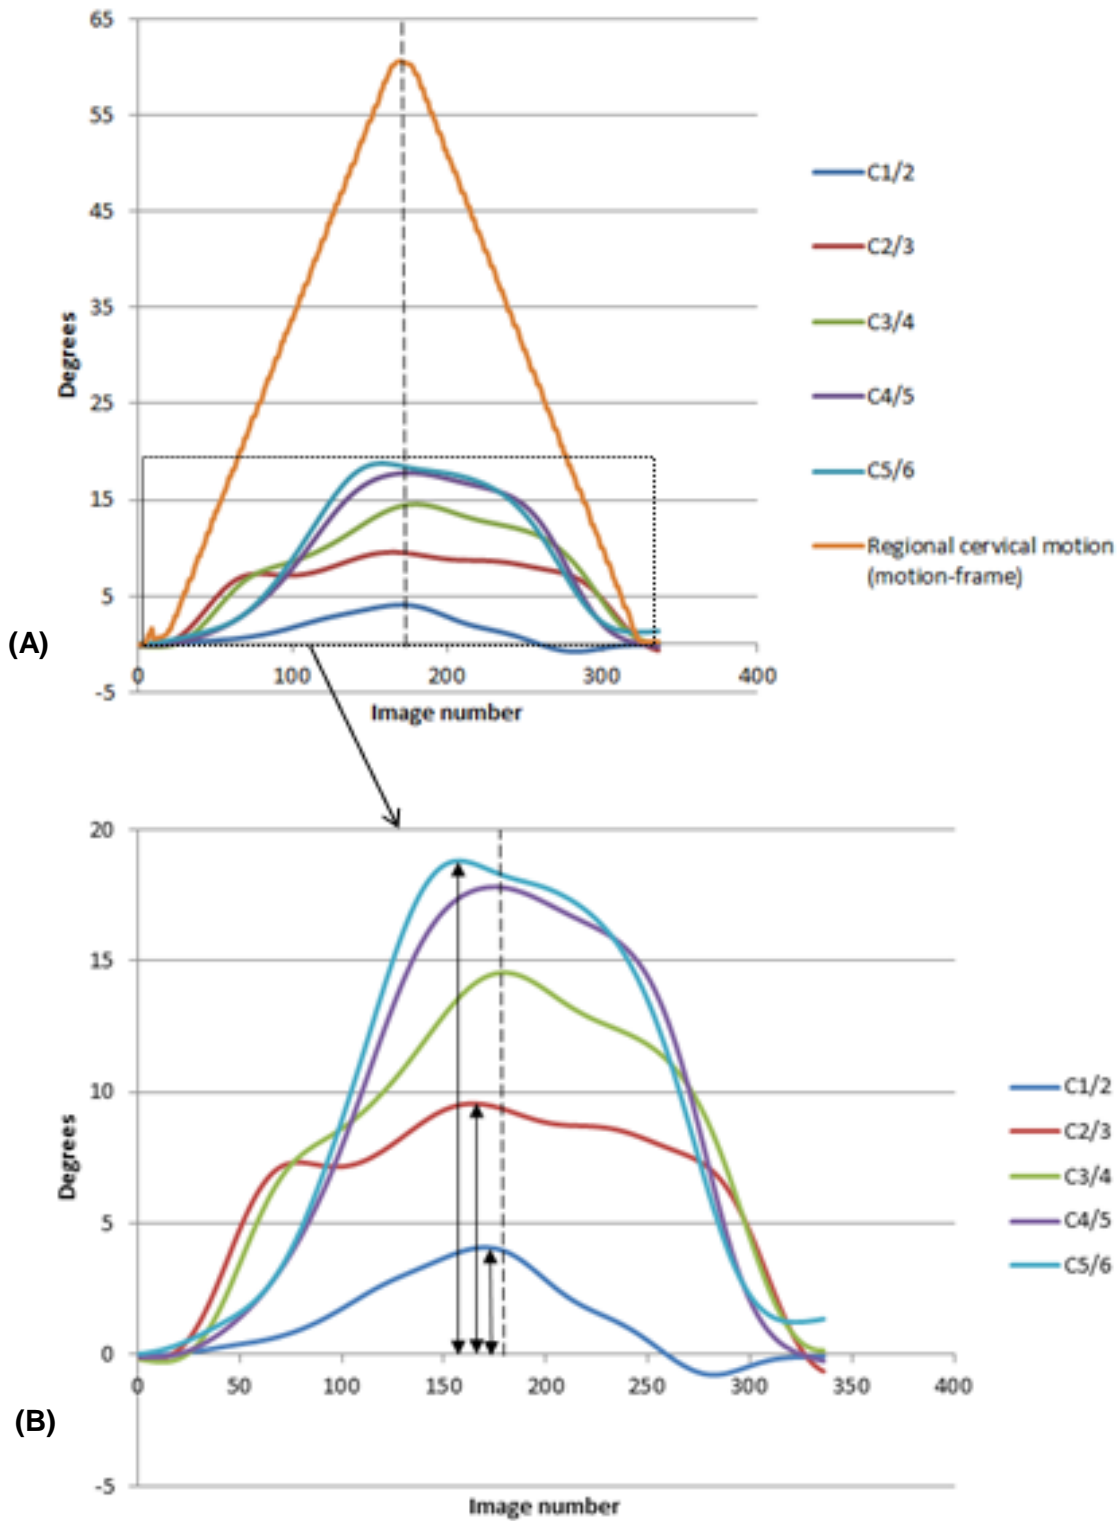 65
55
45
35
25
15
5
-5
Degrees
0 100 200 300 400
Image number
C1/2
C2/3
C3/4
C4/5
C5/6
Regional cervical motion
(motion-frame)
(A)
20
15
10
5
0
-5
Degrees
0 50 100 150 200 250 300 350 400
Image number
C1/2
C2/3
C3/4
C4/5
C5/6
(B)